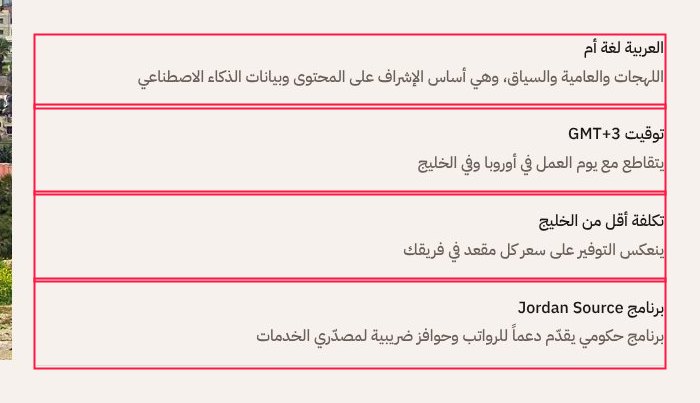 العربية لغة أم
اللهجات والعامية والسياق، وهي أساس الإشراف على المحتوى وبيانات الذكاء الاصطناعي
توقيت GMT+3
يتقاطع مع يوم العمل في أوروبا وفي الخليج
تكلفة أقل من الخليج
ينعكس التوفير على سعر كل مقعد في فريقك
برنامج Jordan Source
برنامج حكومي يقدّم دعماً للرواتب وحوافز ضريبية لمصدّري الخدمات